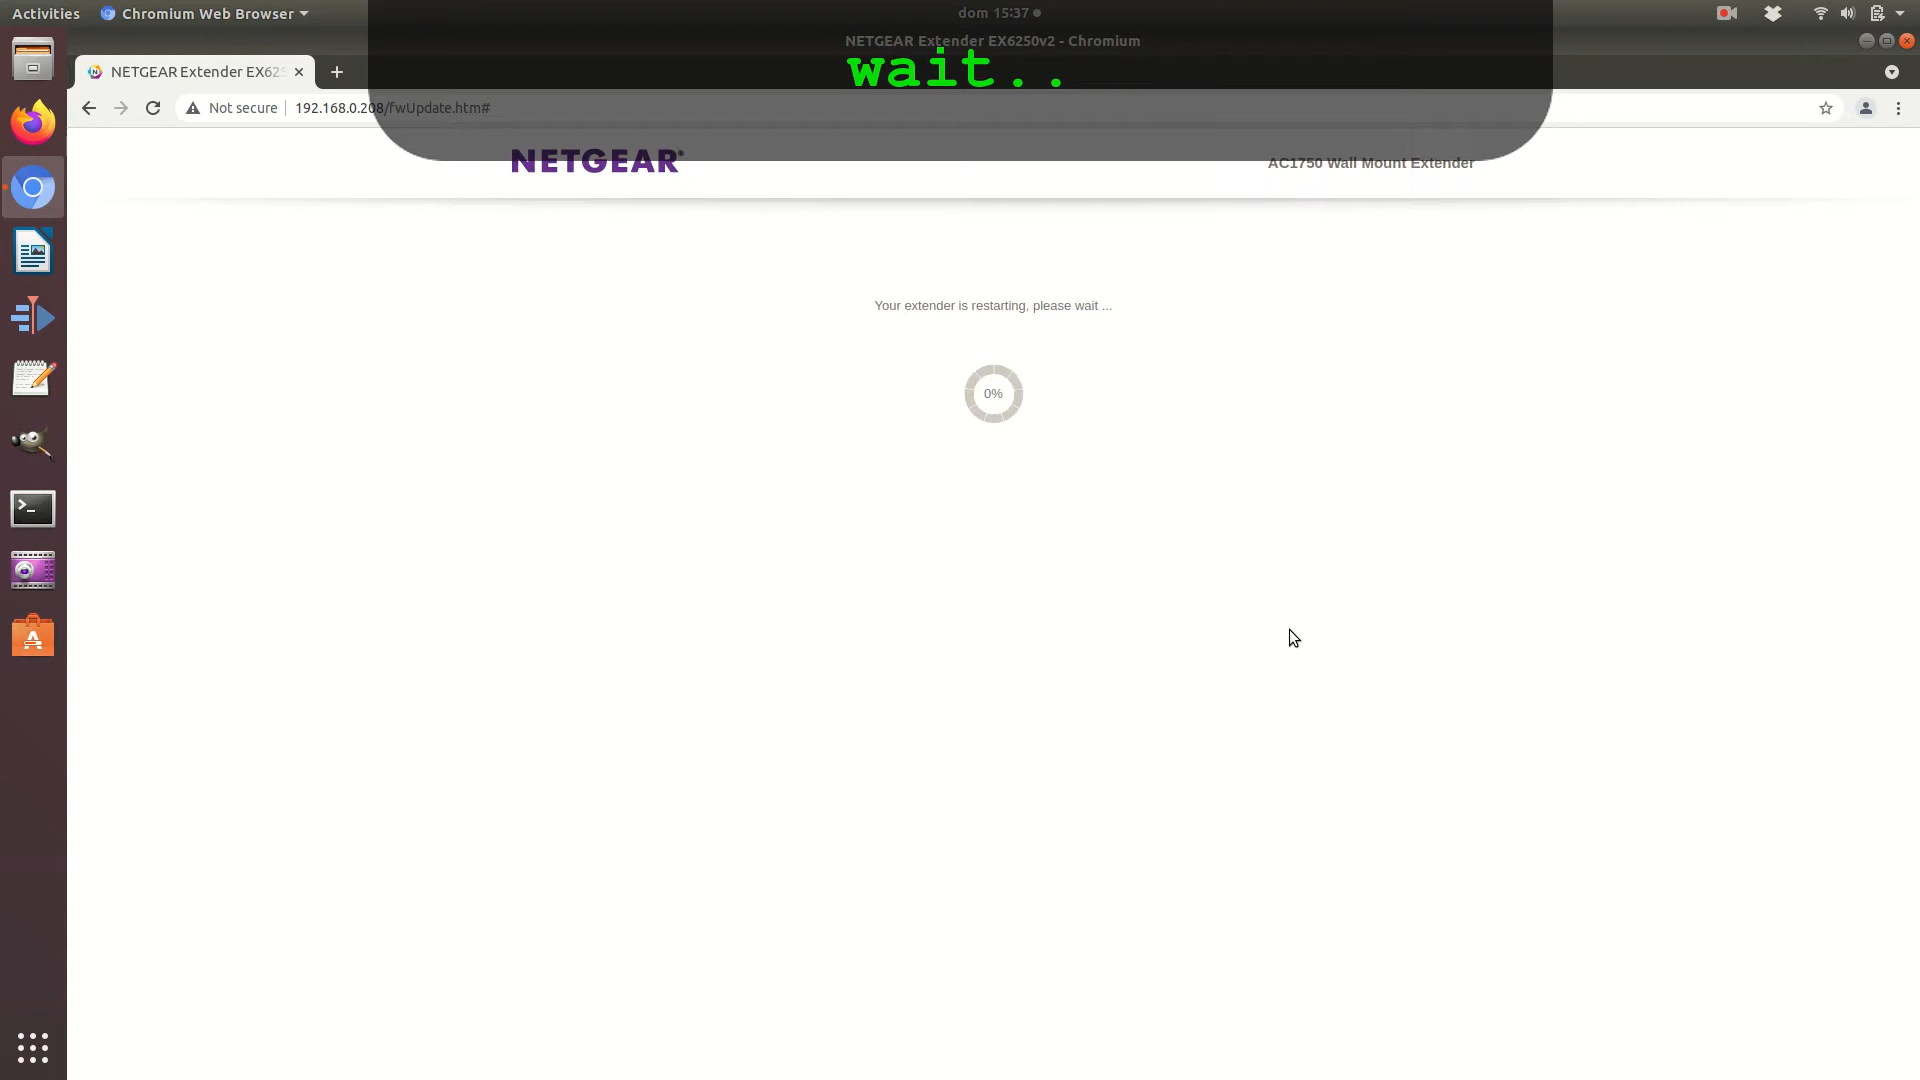 Activities Chromium Web Browser dom 15:37
NETGEAR Extender EX6250v2 - Chromium
wait..
NETGEAR Extender EX625
Not secure 192.168.0.208/fwUpdate.htm#
NETGEAR
AC1750 Wall Mount Extender
Your extender is restarting, please wait ...
0%